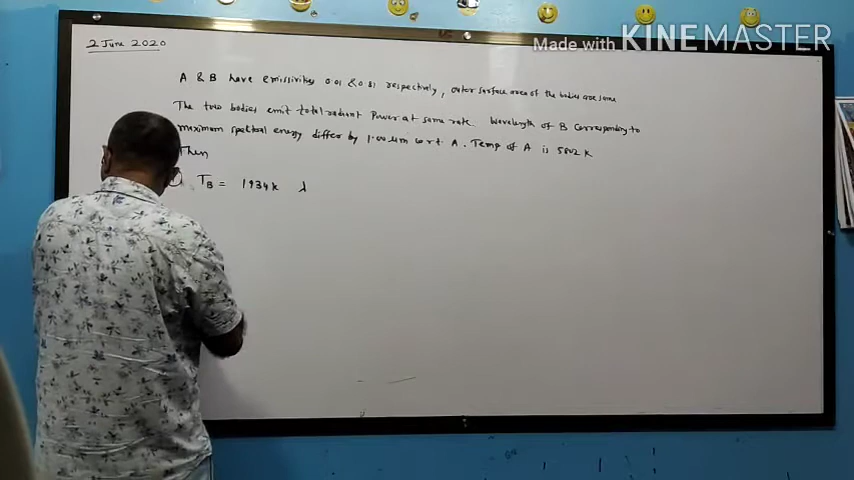 Made with KINEMASTER
2 June 2020
A & B have emissivities 0.01 & 0.81 respectively, outer surface area of the bodies are same
The two bodies emit total radiant Power at same rate. Wavelength of B corresponding to
maximum spectral energy differ by 1.00 μm w.r.t. A. Temp of A is 5802 K
Then
TB = 1934K λ